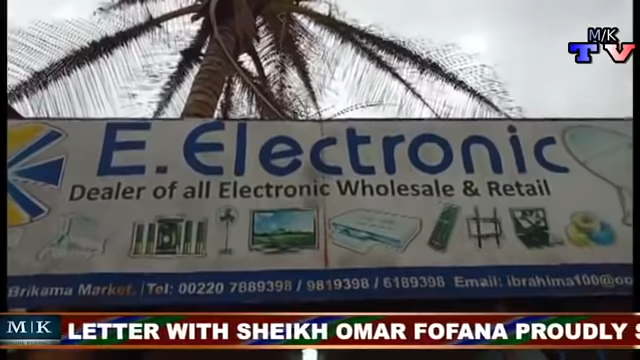 M/K
TV
E. Electronic
Dealer of all Electronic Wholesale & Retail
Brikama Market. Tel: 00220 7889398 / 9819398 / 6189398 Email: ibrahima100@oo
M|K
LETTER WITH SHEIKH OMAR FOFANA PROUDLY S